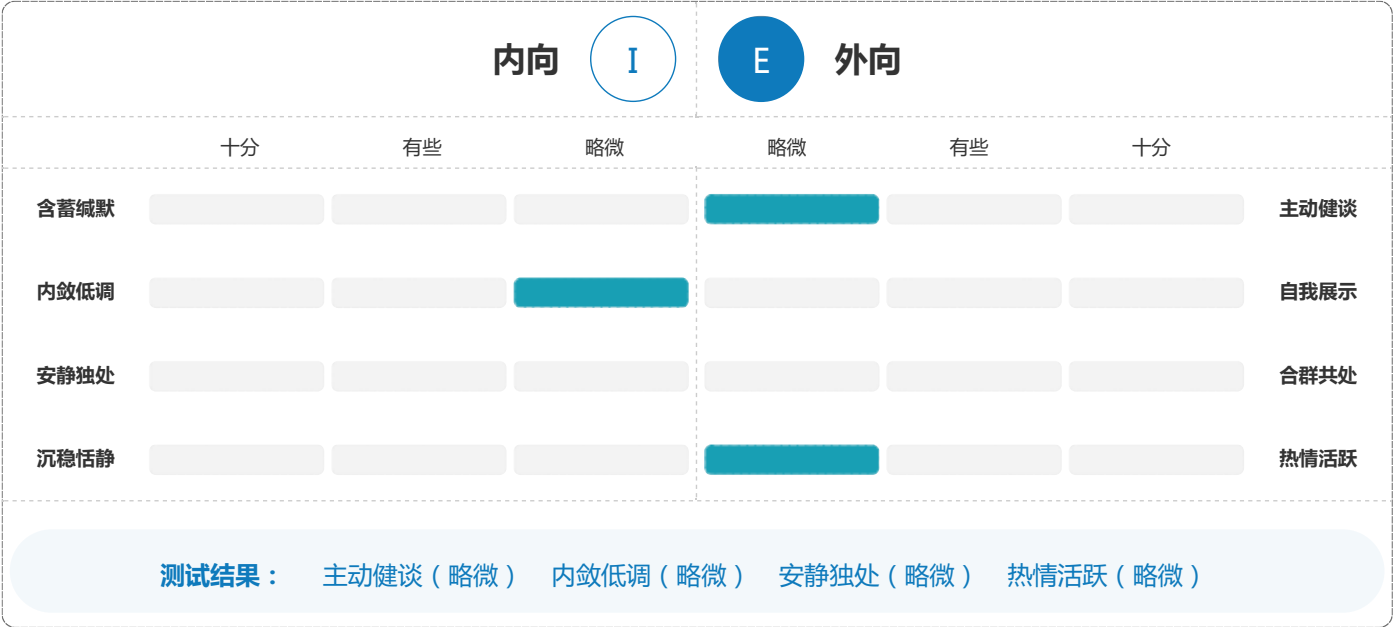 内向 I E 外向
十分 有些 略微 略微 有些 十分
含蓄缄默 主动健谈
内敛低调 自我展示
安静独处 合群共处
沉稳恬静 热情活跃
测试结果： 主动健谈（略微） 内敛低调（略微） 安静独处（略微） 热情活跃（略微）